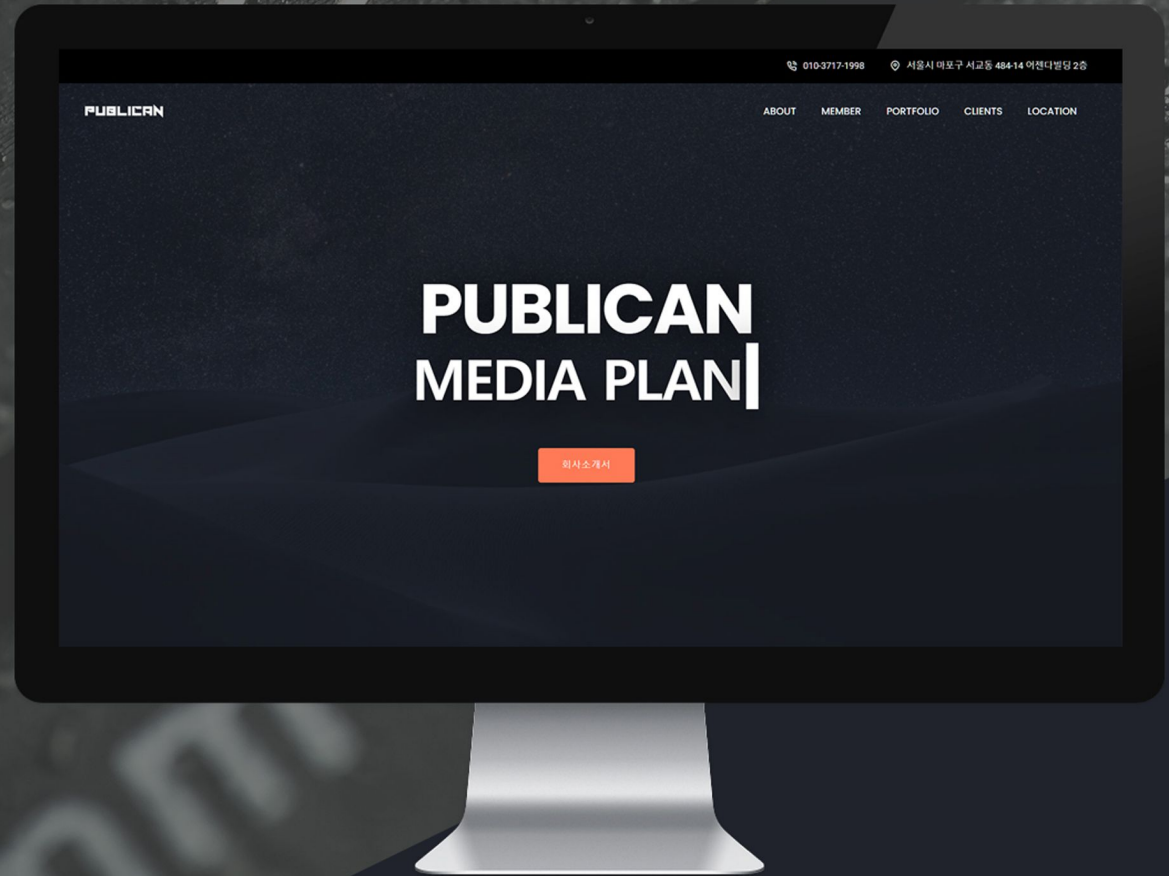 010-3717-1998
서울시 마포구 서교동 484-14 어젠다빌딩 2층
PUBLICAN
ABOUT
MEMBER
PORTFOLIO
CLIENTS
LOCATION
PUBLICAN
MEDIA PLAN
회사소개서